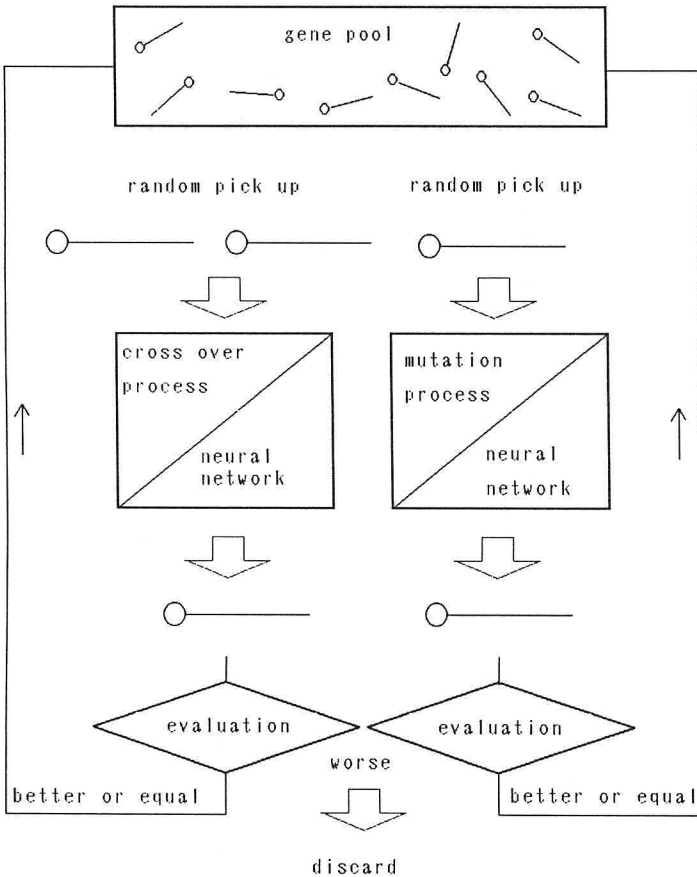 gene pool
random pick up
random pick up
cross over
process
neural
network
mutation
process
neural
network
evaluation
evaluation
worse
better or equal
better or equal
discard